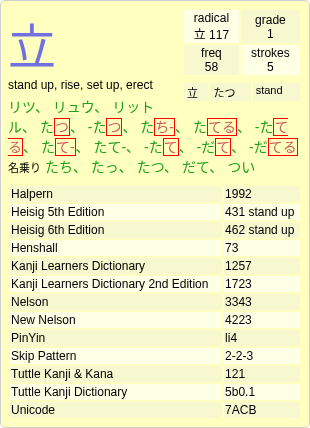 立
radical
立 117
grade
1
freq
58
strokes
5
stand up, rise, set up, erect
立 たつ stand
リツ、 リュウ、 リット
ル、 たつ、 -たつ、 たち-、 たてる、 -たて
る、 たて-、 たて-、 -たて、 -だて、 -だてる
名乗り たち、 たっ、 たつ、 だて、 つい
Halpern 1992
Heisig 5th Edition 431 stand up
Heisig 6th Edition 462 stand up
Henshall 73
Kanji Learners Dictionary 1257
Kanji Learners Dictionary 2nd Edition 1723
Nelson 3343
New Nelson 4223
PinYin li4
Skip Pattern 2-2-3
Tuttle Kanji & Kana 121
Tuttle Kanji Dictionary 5b0.1
Unicode 7ACB